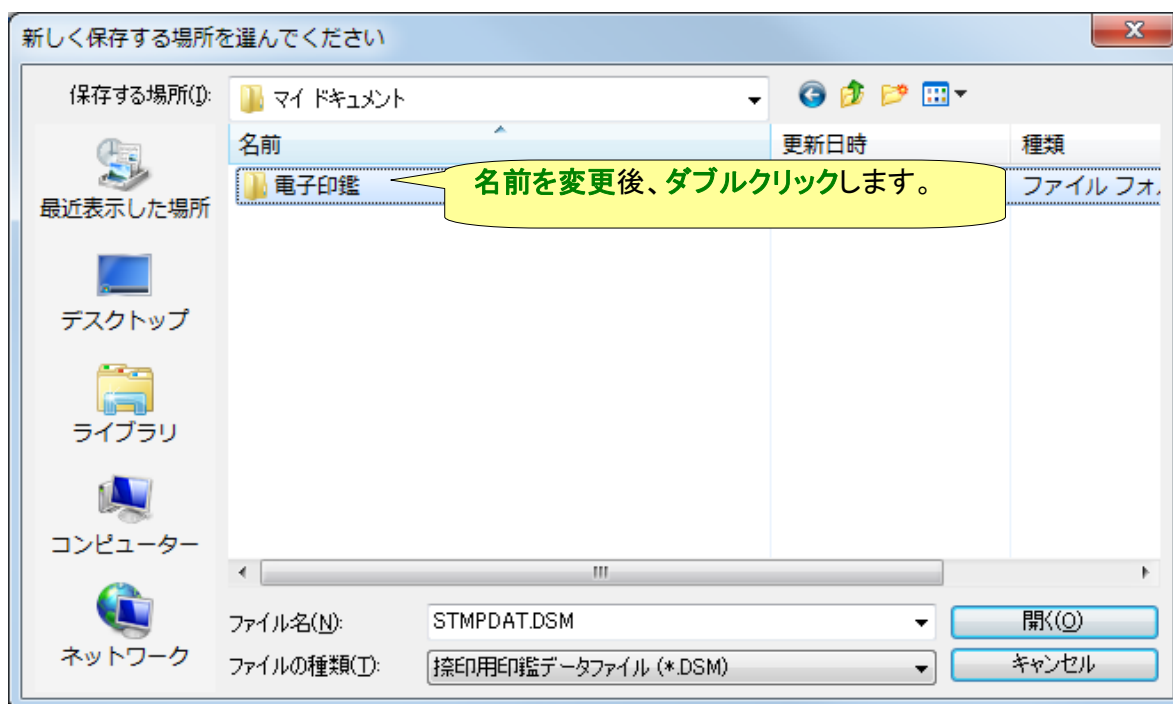 新しく保存する場所を選んでください
保存する場所(I):
マイ ドキュメント
名前
更新日時
種類
電子印鑑
名前を変更後、ダブルクリックします。
ファイル フォ
最近表示した場所
デスクトップ
ライブラリ
コンピューター
ネットワーク
ファイル名(N):
STMPDAT.DSM
開く(O)
ファイルの種類(T):
捺印用印鑑データファイル (*.DSM)
キャンセル